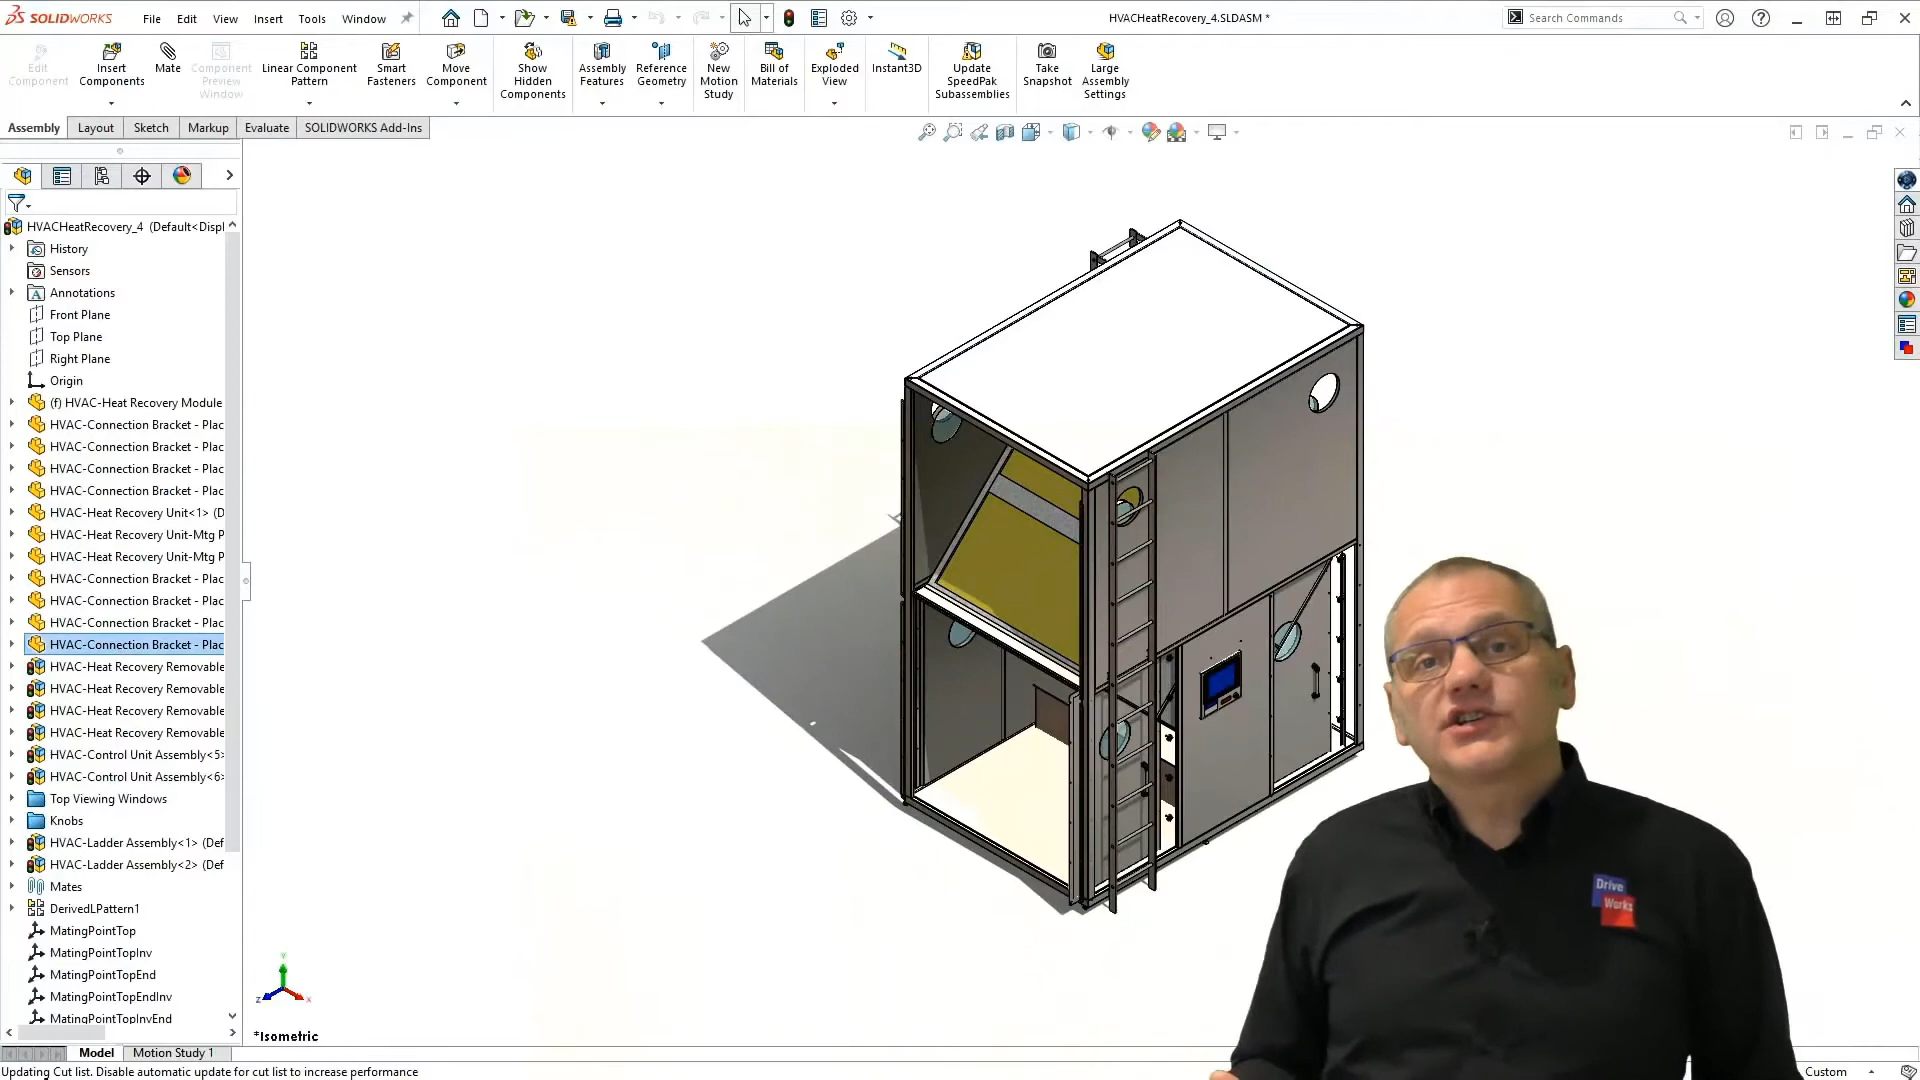 SOLIDWORKS File Edit View Insert Tools Window
HVACHeatRecovery_4.SLDASM *
Search Commands
Edit Component
Insert Components
Mate
Component Preview Window
Linear Component Pattern
Smart Fasteners
Move Component
Show Hidden Components
Assembly Features
Reference Geometry
New Motion Study
Bill of Materials
Exploded View
Instant3D
Update SpeedPak Subassemblies
Take Snapshot
Large Assembly Settings
Assembly Layout Sketch Markup Evaluate SOLIDWORKS Add-Ins
HVACHeatRecovery_4 (Default<Displ
History
Sensors
Annotations
Front Plane
Top Plane
Right Plane
Origin
(f) HVAC-Heat Recovery Module
HVAC-Connection Bracket - Plac
HVAC-Connection Bracket - Plac
HVAC-Connection Bracket - Plac
HVAC-Connection Bracket - Plac
HVAC-Heat Recovery Unit<1> (D
HVAC-Heat Recovery Unit-Mtg P
HVAC-Heat Recovery Unit-Mtg P
HVAC-Connection Bracket - Plac
HVAC-Connection Bracket - Plac
HVAC-Connection Bracket - Plac
HVAC-Connection Bracket - Plac
HVAC-Heat Recovery Removable
HVAC-Heat Recovery Removable
HVAC-Heat Recovery Removable
HVAC-Heat Recovery Removable
HVAC-Control Unit Assembly<5>
HVAC-Control Unit Assembly<6>
Top Viewing Windows
Knobs
HVAC-Ladder Assembly<1> (Def
HVAC-Ladder Assembly<2> (Def
Mates
DerivedLPattern1
MatingPointTop
MatingPointTopInv
MatingPointTopEnd
MatingPointTopEndInv
MatingPointTopInvEnd
Drive
Works
Y
Z
X
*Isometric
Model Motion Study 1
Updating Cut list. Disable automatic update for cut list to increase performance
Custom